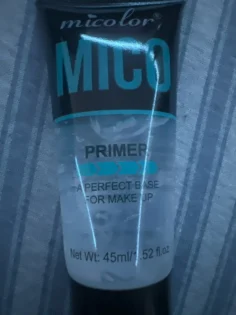 micolor
MICO
PRIMER
A PERFECT BASE
FOR MAKE UP
Net Wt: 45ml/1.52 fl.oz